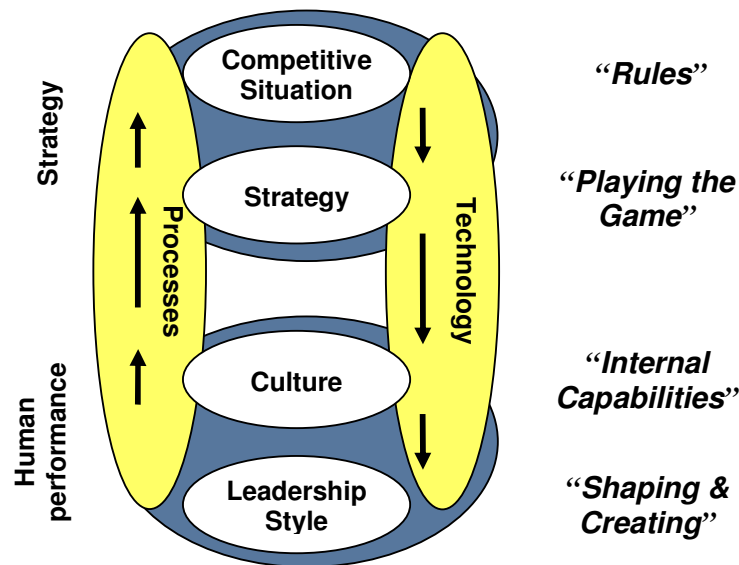 Competitive
Situation
“Rules”
Strategy
Strategy
“Playing the
Game”
Processes
Technology
Culture
“Internal
Capabilities”
Human
performance
Leadership
Style
“Shaping &
Creating”